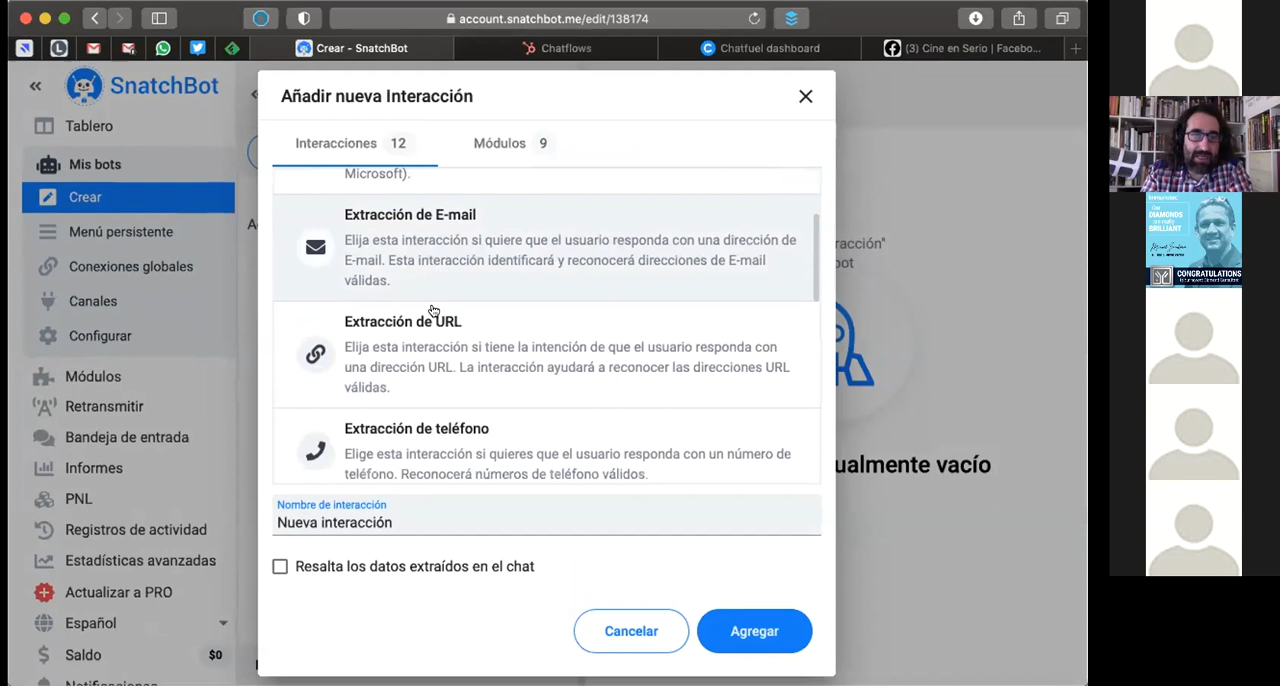 account.snatchbot.me/edit/138174
Crear - SnatchBot
Chatflows
Chatfuel dashboard
(3) Cine en Serio | Facebo...
SnatchBot
Tablero
Mis bots
Crear
Menú persistente
Conexiones globales
Canales
Configurar
Módulos
Retransmitir
Bandeja de entrada
Informes
PNL
Registros de actividad
Estadísticas avanzadas
Actualizar a PRO
Español
Saldo $0
Añadir nueva Interacción
Interacciones 12
Módulos 9
Microsoft).
Extracción de E-mail
Elija esta interacción si quiere que el usuario responda con una dirección de
E-mail. Esta interacción identificará y reconocerá direcciones de E-mail
válidas.
Extracción de URL
Elija esta interacción si tiene la intención de que el usuario responda con
una dirección URL. La interacción ayudará a reconocer las direcciones URL
válidas.
Extracción de teléfono
Elige esta interacción si quieres que el usuario responda con un número de
teléfono. Reconocerá números de teléfono válidos.
Nombre de interacción
Nueva interacción
Resalta los datos extraídos en el chat
Cancelar
Agregar
racción"
bot
ualmente vacío
DIAMONDS
BRILLIANT
CONGRATULATIONS